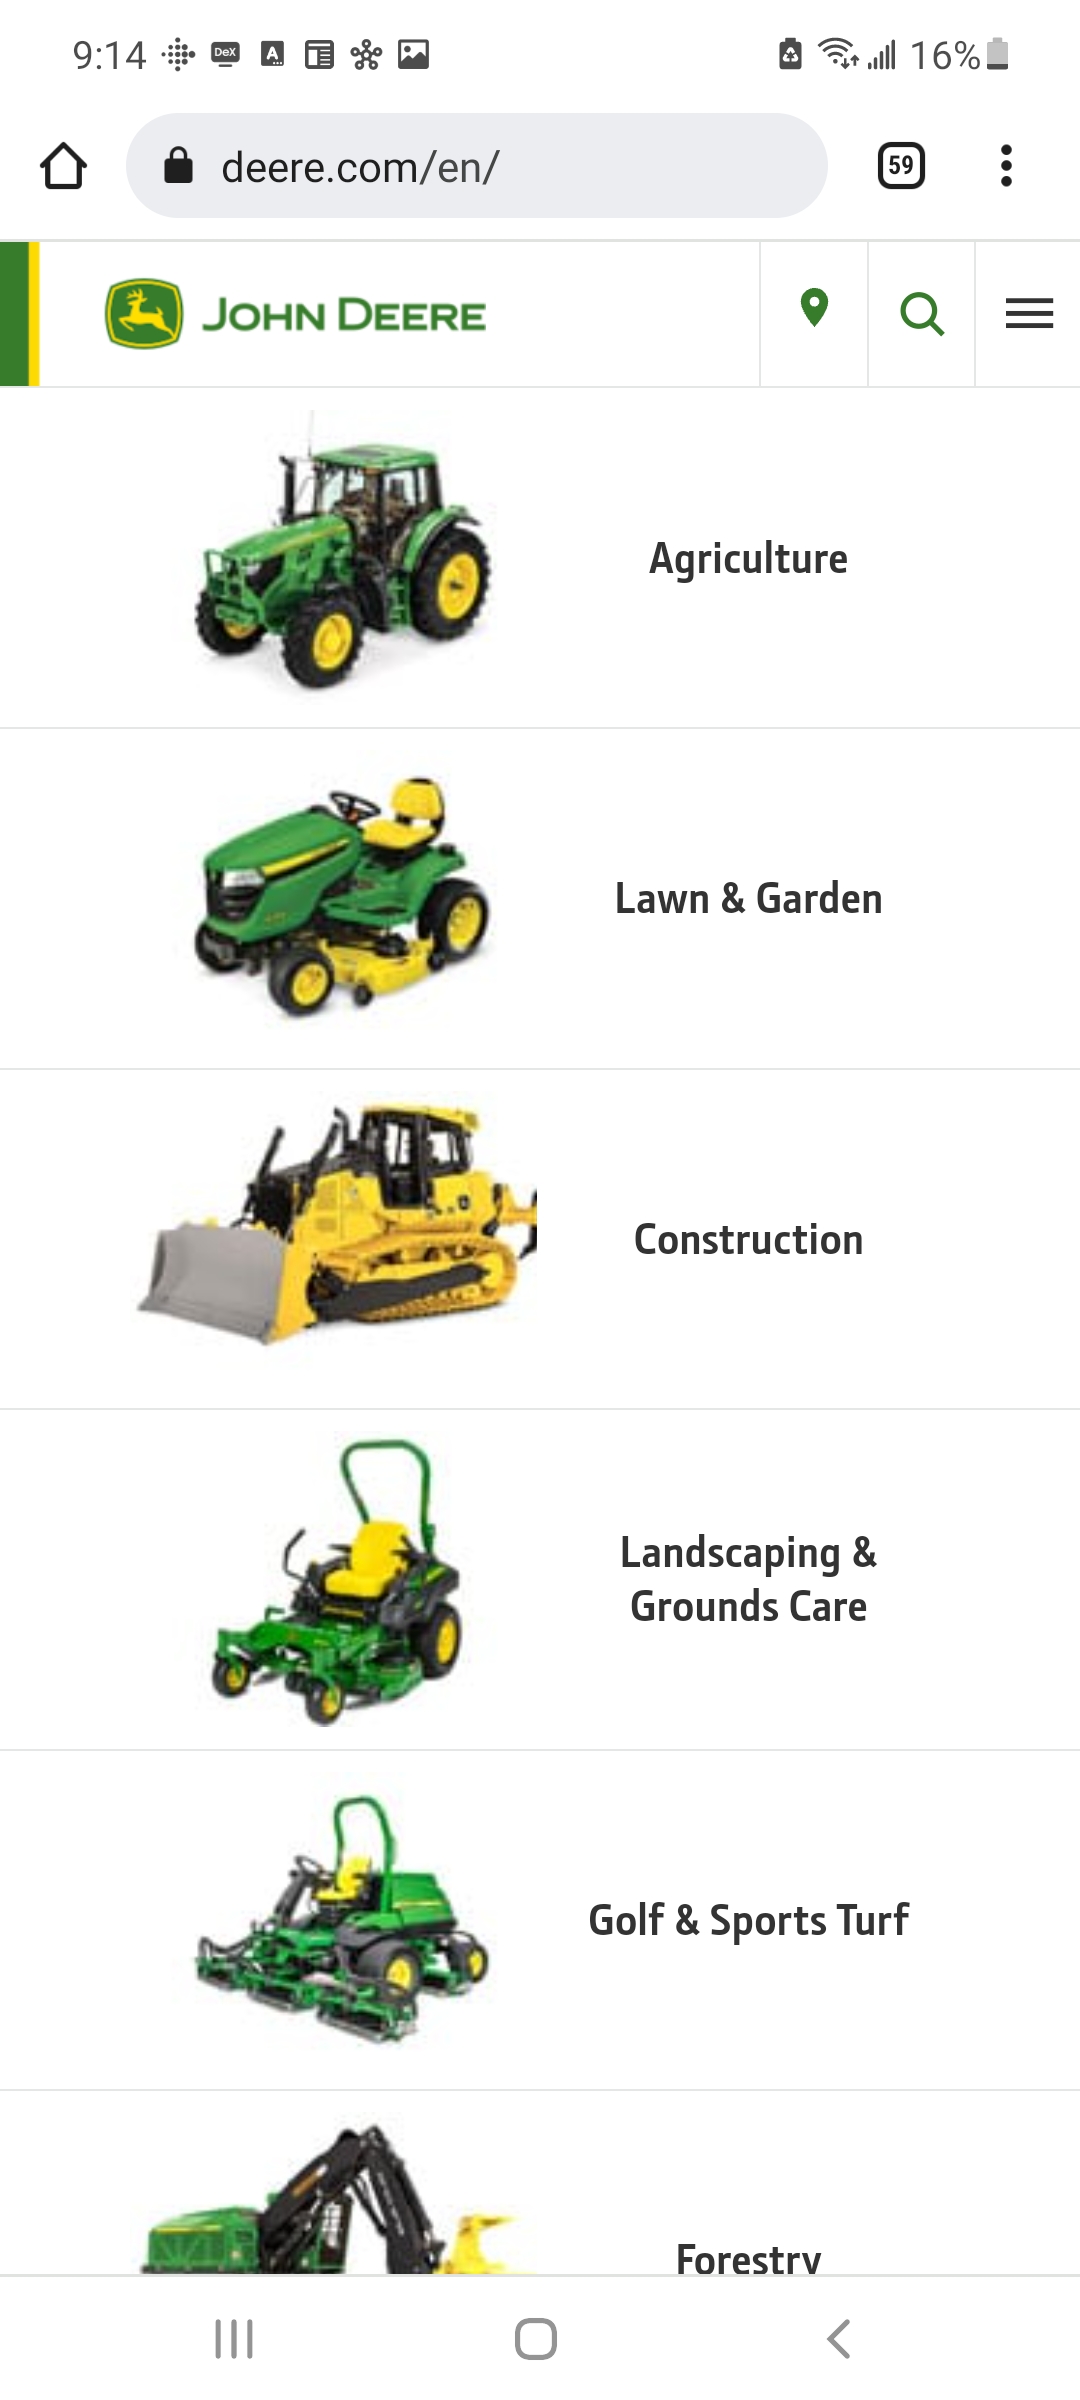 9:14 DeX A 16%
deere.com/en/ 59
JOHN DEERE
Agriculture
Lawn & Garden
Construction
Landscaping &
Grounds Care
Golf & Sports Turf
Forestry